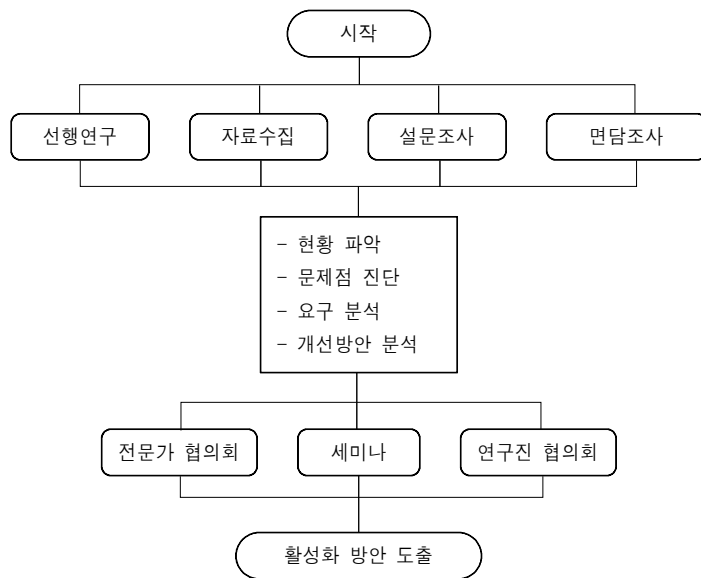 시작
선행연구
자료수집
설문조사
면담조사
- 현황 파악
- 문제점 진단
- 요구 분석
- 개선방안 분석
전문가 협의회
세미나
연구진 협의회
활성화 방안 도출